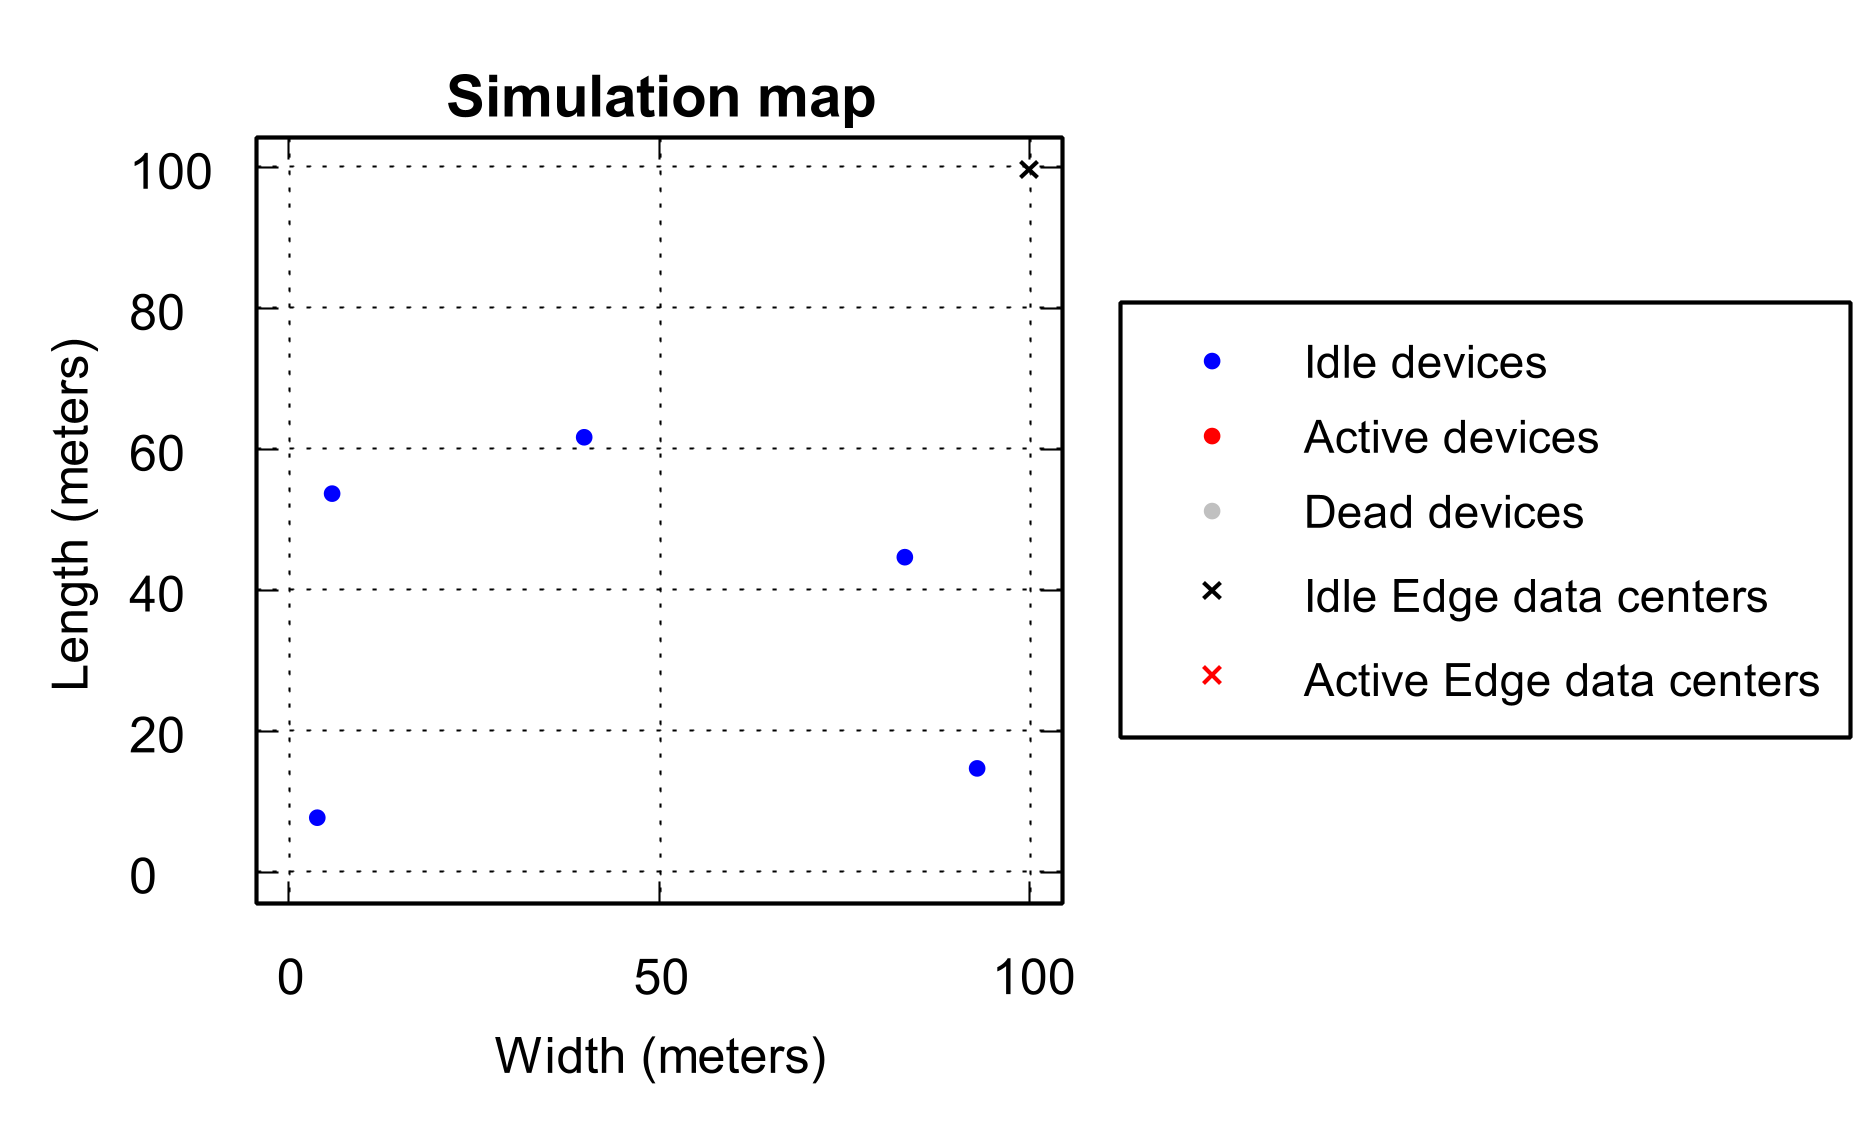 Simulation map
100
80
60
40
20
0
Length (meters)
0 50 100
Width (meters)
Idle devices
Active devices
Dead devices
Idle Edge data centers
Active Edge data centers